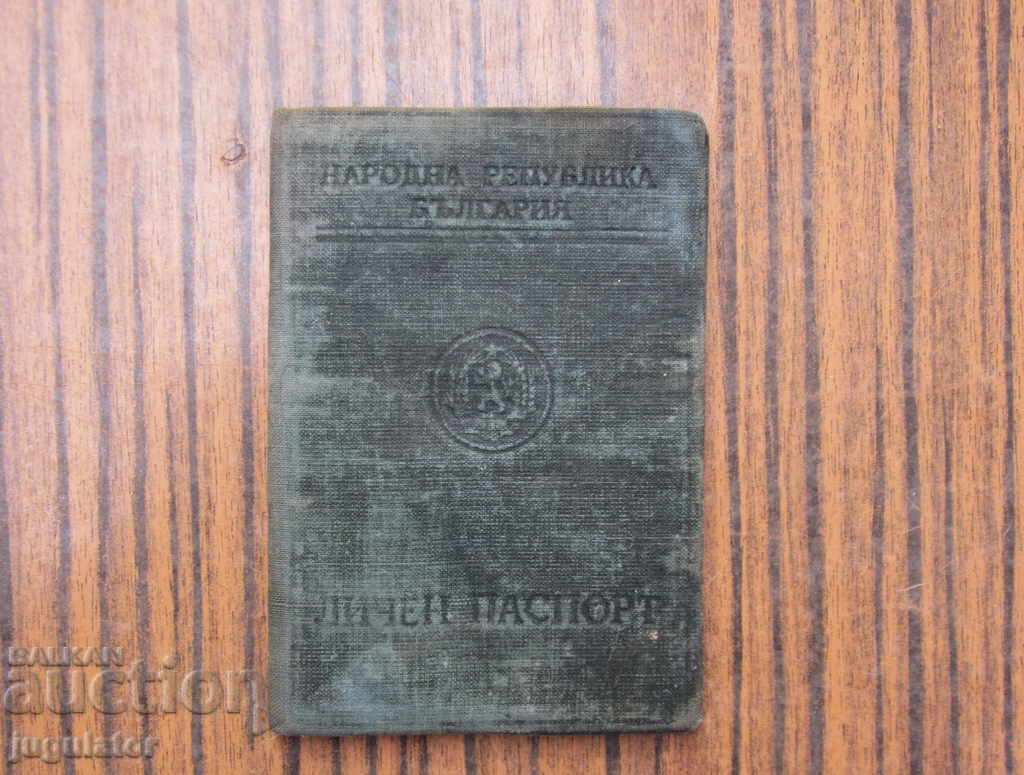 НАРОДНА РЕПУБЛИКА
БЪЛГАРИЯ
ЛИЧЕН ПАСПОРТ
BALKAN
auction
jugulator